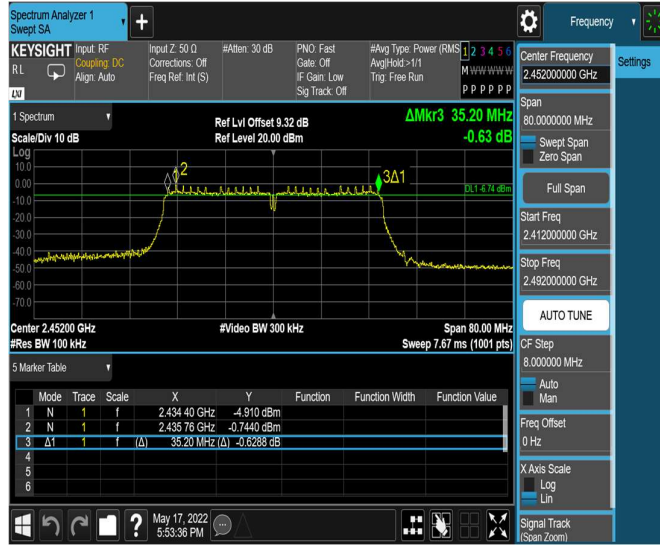 Spectrum Analyzer 1
Swept SA
Frequency
KEYSIGHT
RL
LXI
Input: RF
Coupling: DC
Align: Auto
Input Z: 50 Ω
Corrections: Off
Freq Ref: Int (S)
#Atten: 30 dB
PNO: Fast
Gate: Off
IF Gain: Low
Sig Track: Off
#Avg Type: Power (RMS
Avg|Hold:>1/1
Trig: Free Run
1 2 3 4 5 6
M W W W W W
P P P P P P
1 Spectrum
Scale/Div 10 dB
Ref Lvl Offset 9.32 dB
Ref Level 20.00 dBm
ΔMkr3 35.20 MHz
-0.63 dB
Log
10.0
0.00
-10.0
-20.0
-30.0
-40.0
-50.0
-60.0
-70.0
2
3Δ1
DL1 -6.74 dBm
Center 2.45200 GHz
#Res BW 100 kHz
#Video BW 300 kHz
Span 80.00 MHz
Sweep 7.67 ms (1001 pts)
5 Marker Table
Mode Trace Scale X Y Function Function Width Function Value
1 N 1 f 2.434 40 GHz -4.910 dBm
2 N 1 f 2.435 76 GHz -0.7440 dBm
3 Δ1 1 f (Δ) 35.20 MHz (Δ) -0.6288 dB
4
5
6
May 17, 2022
5:53:36 PM
Center Frequency
2.452000000 GHz
Settings
Span
80.0000000 MHz
Swept Span
Zero Span
Full Span
Start Freq
2.412000000 GHz
Stop Freq
2.492000000 GHz
AUTO TUNE
CF Step
8.000000 MHz
Auto
Man
Freq Offset
0 Hz
X Axis Scale
Log
Lin
Signal Track
(Span Zoom)